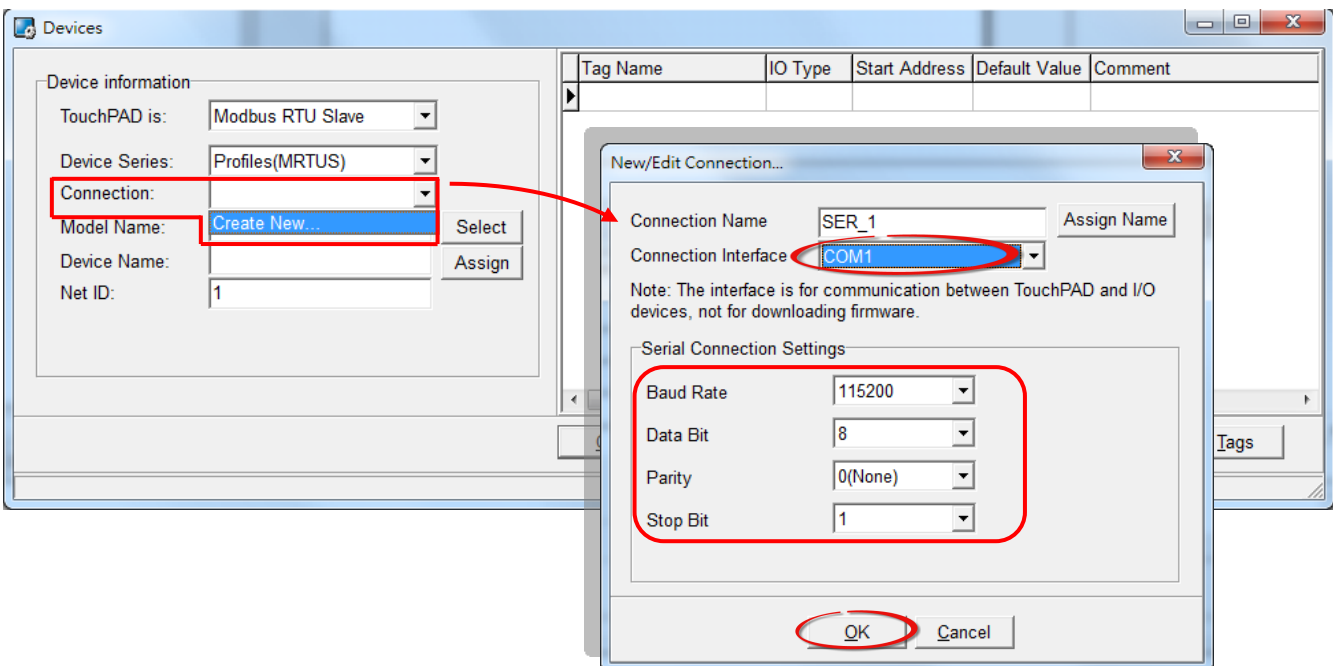 Devices
Device information
TouchPAD is: Modbus RTU Slave
Device Series: Profiles(MRTUS)
Connection:
Create New...
Model Name: Select
Device Name: Assign
Net ID: 1
Tag Name IO Type Start Address Default Value Comment
Tags
New/Edit Connection...
Connection Name SER_1 Assign Name
Connection Interface COM1
Note: The interface is for communication between TouchPAD and I/O
devices, not for downloading firmware.
Serial Connection Settings
Baud Rate 115200
Data Bit 8
Parity 0(None)
Stop Bit 1
OK Cancel